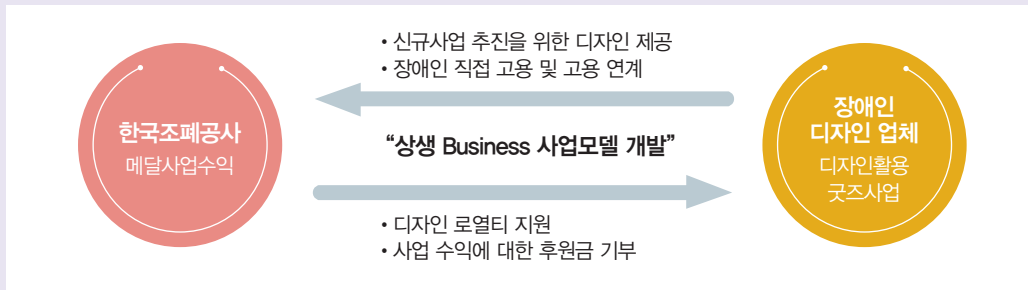 • 신규사업 추진을 위한 디자인 제공
• 장애인 직접 고용 및 고용 연계
한국조폐공사
메달사업수익
“상생 Business 사업모델 개발”
장애인
디자인 업체
디자인활용
굿즈사업
• 디자인 로열티 지원
• 사업 수익에 대한 후원금 기부